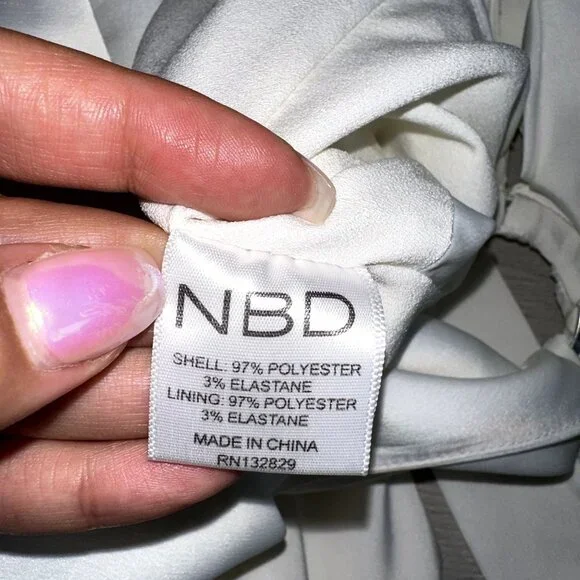 NBD
SHELL: 97% POLYESTER
3% ELASTANE
LINING: 97% POLYESTER
3% ELASTANE
MADE IN CHINA
RN132829